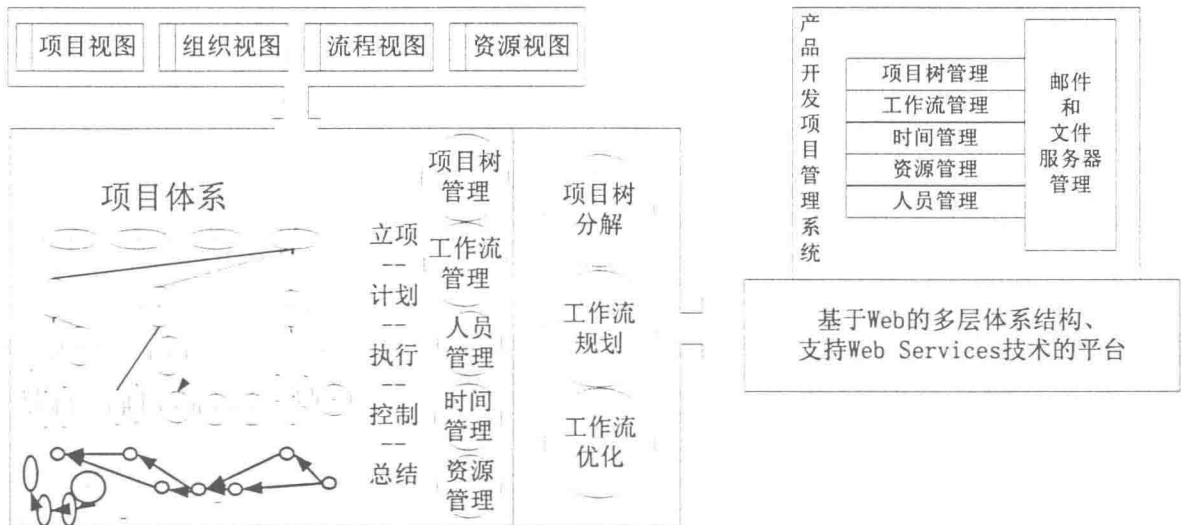 项目视图
组织视图
流程视图
资源视图
项目体系
立项
--
计划
--
执行
--
控制
--
总结
项目树
管理
工作流
管理
人员
管理
时间
管理
资源
管理
项目树
分解
工作流
规划
工作流
优化
产品开发项目管理系统
项目树管理
工作流管理
时间管理
资源管理
人员管理
邮件
和
文件
服务器
管理
基于Web的多层体系结构、
支持Web Services技术的平台